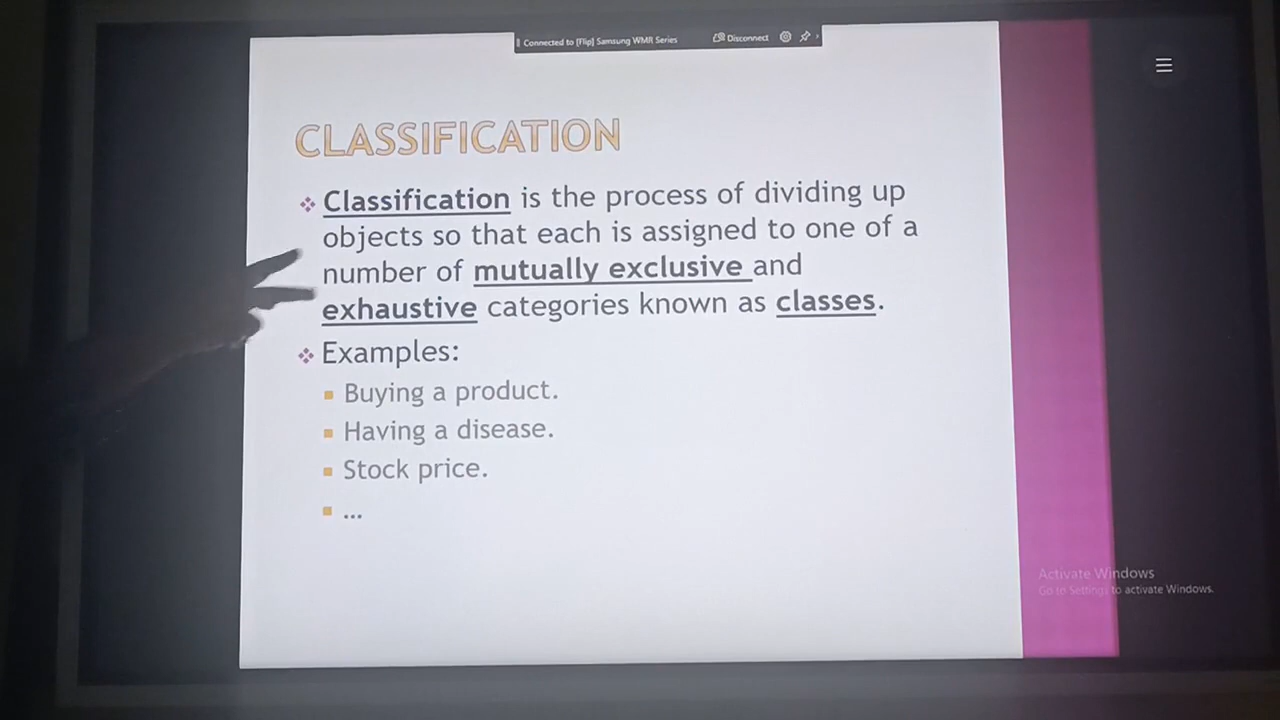 Connected to [Flip] Samsung WMR Series Disconnect
CLASSIFICATION
Classification is the process of dividing up
objects so that each is assigned to one of a
number of mutually exclusive and
exhaustive categories known as classes.
Examples:
Buying a product.
Having a disease.
Stock price.
...
Activate Windows
Go to Settings to activate Windows.